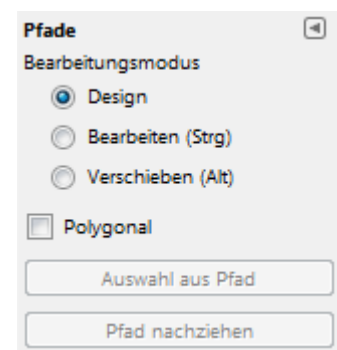 Pfade
Bearbeitungsmodus
Design
Bearbeiten (Strg)
Verschieben (Alt)
Polygonal
Auswahl aus Pfad
Pfad nachziehen